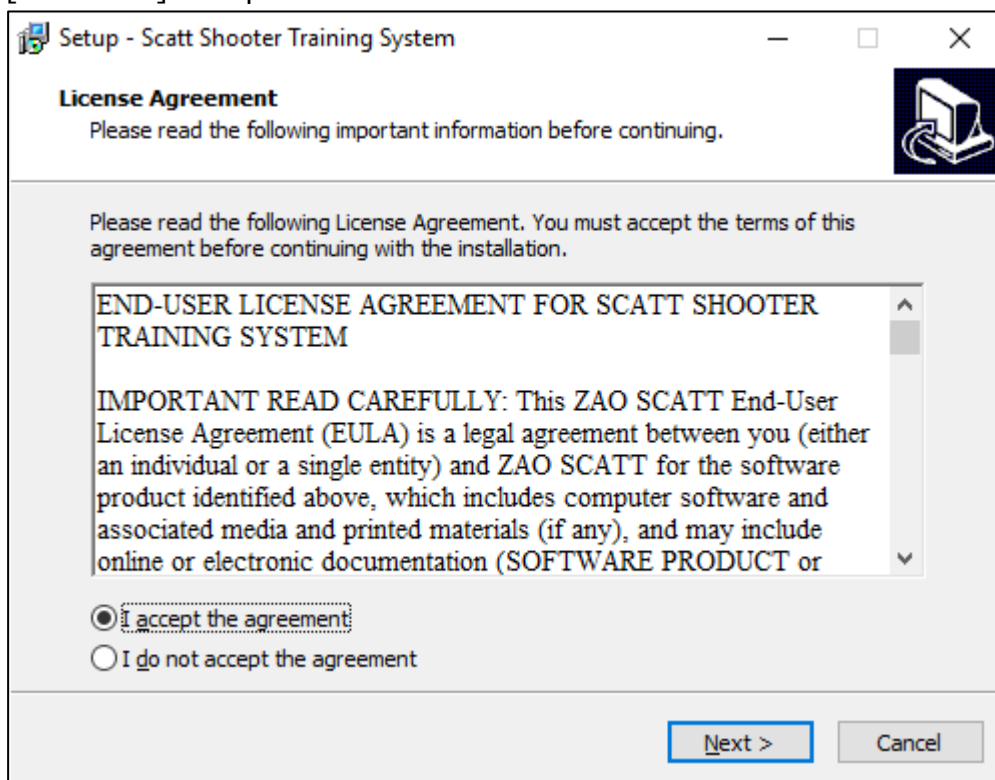 Setup - Scatt Shooter Training System
License Agreement
Please read the following important information before continuing.
Please read the following License Agreement. You must accept the terms of this
agreement before continuing with the installation.
END-USER LICENSE AGREEMENT FOR SCATT SHOOTER
TRAINING SYSTEM
IMPORTANT READ CAREFULLY: This ZAO SCATT End-User
License Agreement (EULA) is a legal agreement between you (either
an individual or a single entity) and ZAO SCATT for the software
product identified above, which includes computer software and
associated media and printed materials (if any), and may include
online or electronic documentation (SOFTWARE PRODUCT or
I accept the agreement
I do not accept the agreement
Next >
Cancel